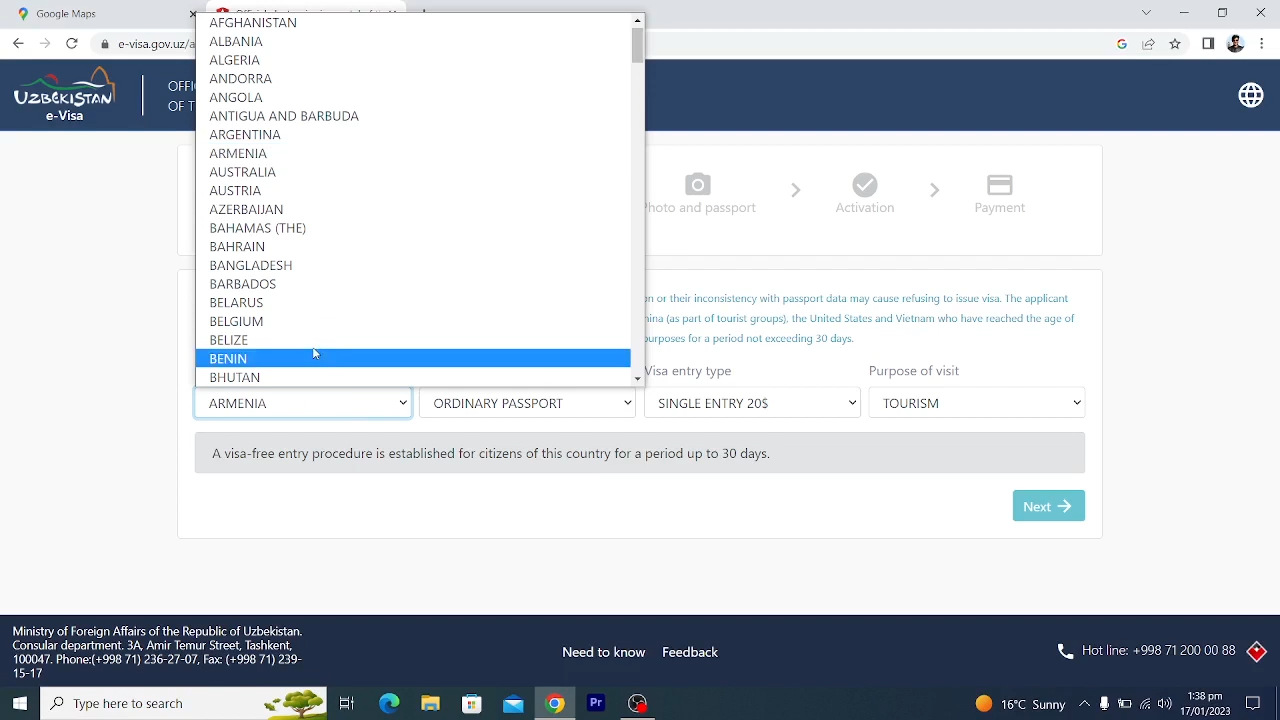 Google Maps
e-visa.gov.uz/a
UZBEKISTAN
e-Visa
OFFI
OF T
AFGHANISTAN
ALBANIA
ALGERIA
ANDORRA
ANGOLA
ANTIGUA AND BARBUDA
ARGENTINA
ARMENIA
AUSTRALIA
AUSTRIA
AZERBAIJAN
BAHAMAS (THE)
BAHRAIN
BANGLADESH
BARBADOS
BELARUS
BELGIUM
BELIZE
BENIN
BHUTAN
Photo and passport
Activation
Payment
on or their inconsistency with passport data may cause refusing to issue visa. The applicant
hina (as part of tourist groups), the United States and Vietnam who have reached the age of
purposes for a period not exceeding 30 days.
Visa entry type
Purpose of visit
ARMENIA
ORDINARY PASSPORT
SINGLE ENTRY 20$
TOURISM
A visa-free entry procedure is established for citizens of this country for a period up to 30 days.
Next
Ministry of Foreign Affairs of the Republic of Uzbekistan.
Consular department. 3A, Amir Temur Street, Tashkent,
100047. Phone:(+998 71) 236-27-07, Fax: (+998 71) 239-
15-17
Need to know
Feedback
Hot line: +998 71 200 00 88
Type here to search
Pr
16°C Sunny
1:38 pm
17/01/2023